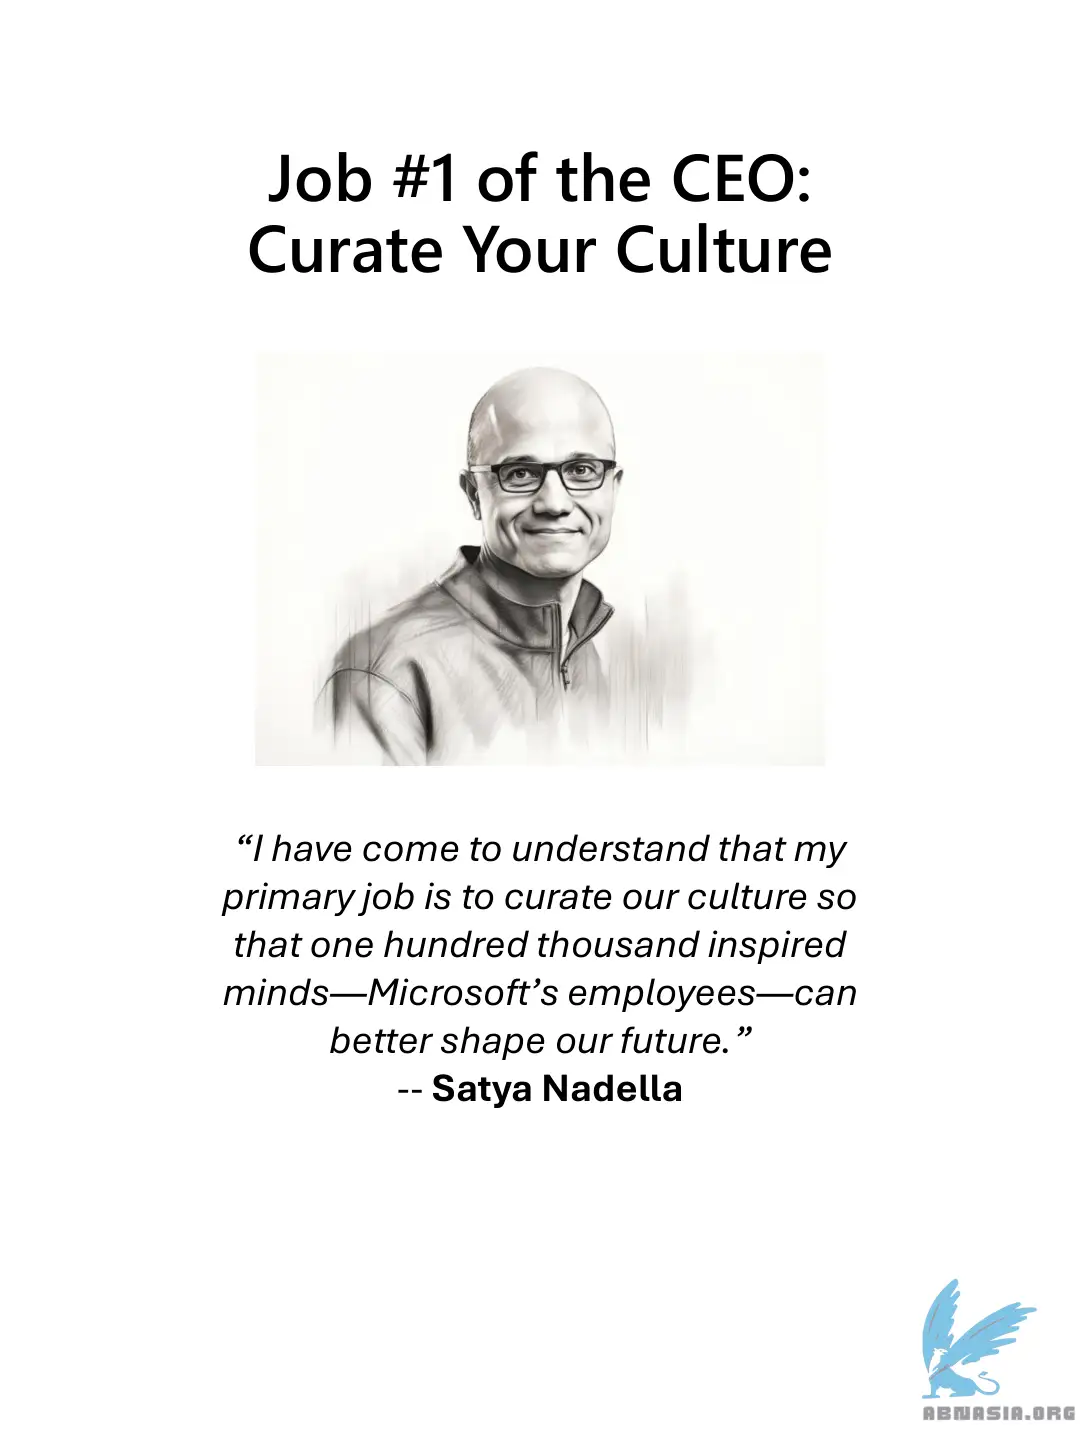 Job #1 of the CEO:
Curate Your Culture
“I have come to understand that my
primary job is to curate our culture so
that one hundred thousand inspired
minds—Microsoft’s employees—can
better shape our future.”
-- Satya Nadella
ABNASIA.ORG